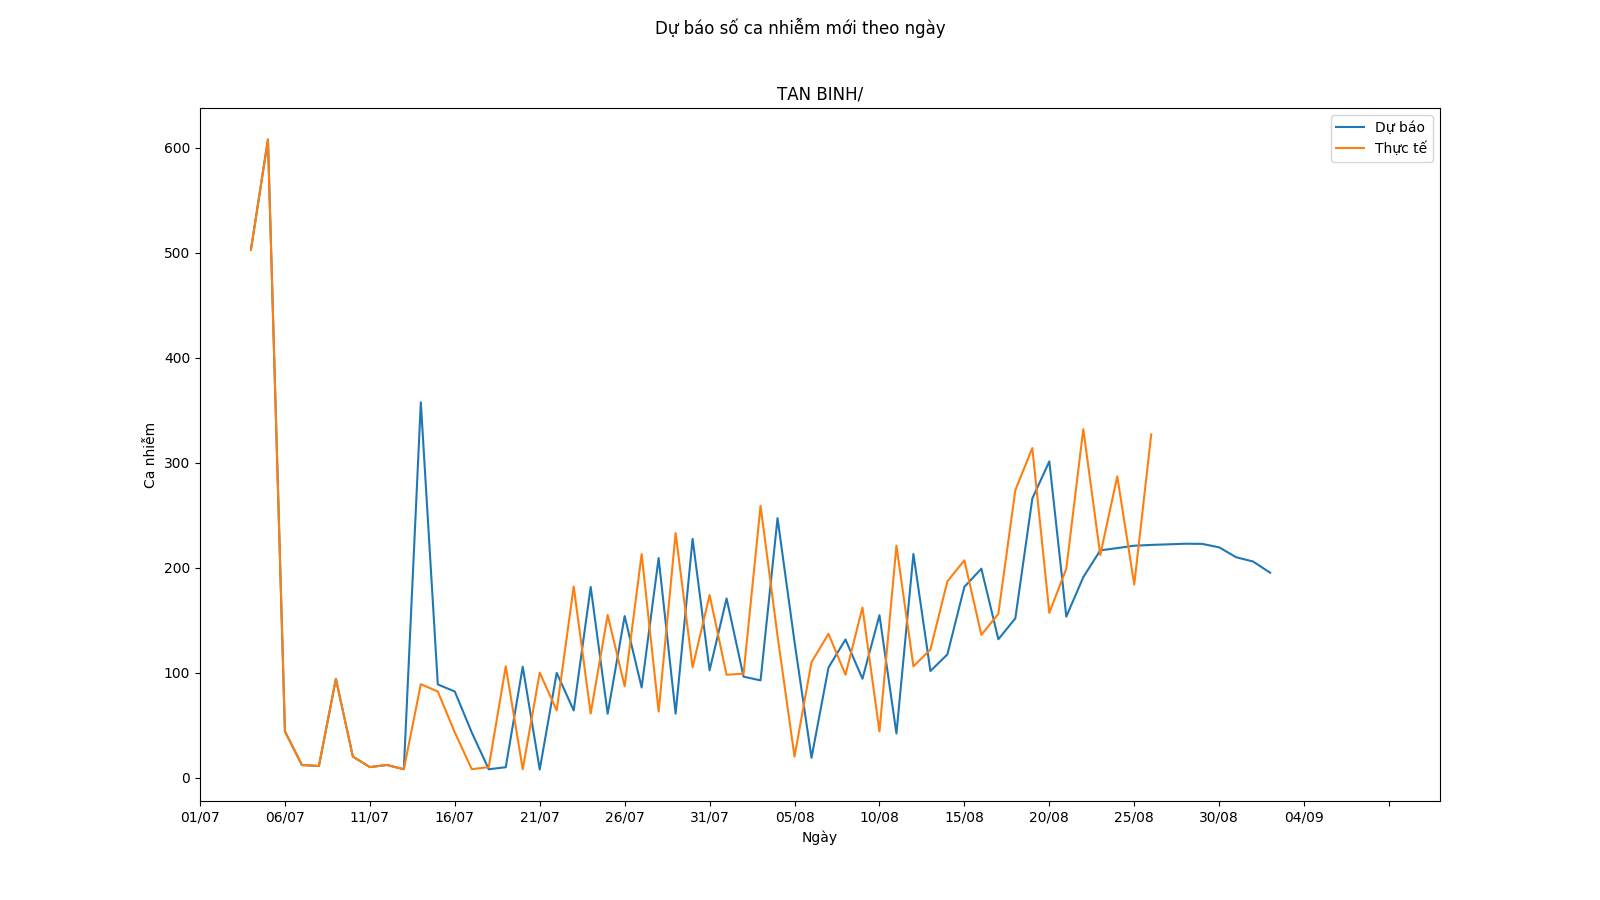 Dự báo số ca nhiễm mới theo ngày
TAN BINH/
Dự báo
Thực tế
600
500
400
300
200
100
0
Ca nhiễm
01/07 06/07 11/07 16/07 21/07 26/07 31/07 05/08 10/08 15/08 20/08 25/08 30/08 04/09
Ngày